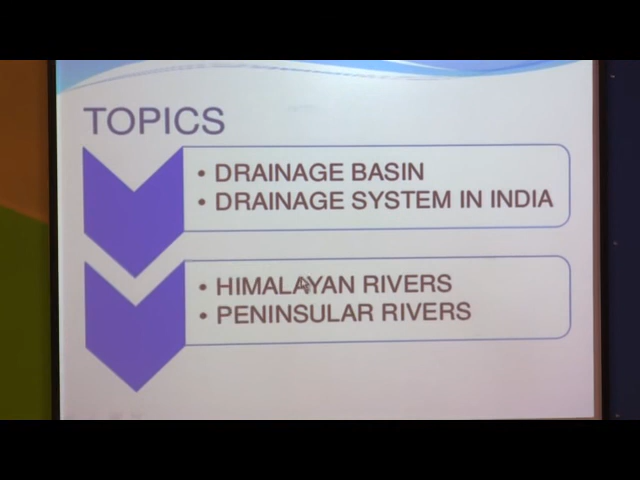 TOPICS
• DRAINAGE BASIN
• DRAINAGE SYSTEM IN INDIA
• HIMALAYAN RIVERS
• PENINSULAR RIVERS